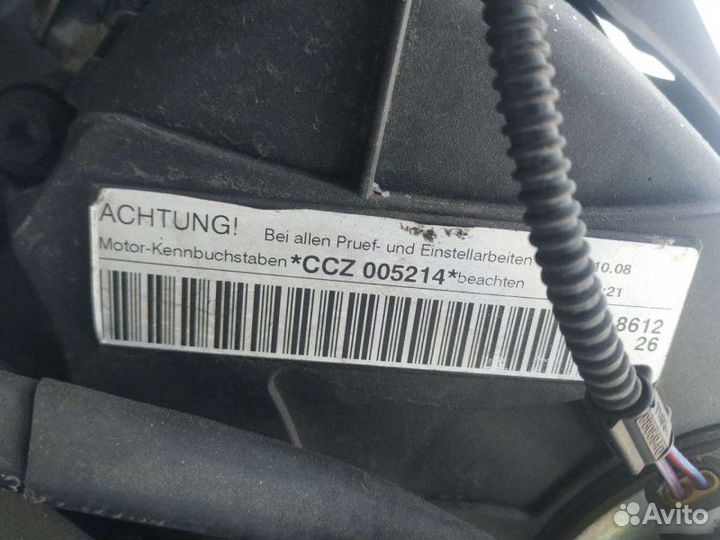 ACHTUNG! Bei allen Pruef- und Einstellarbeiten 10.08
Motor-Kennbuchstaben *CCZ 005214* beachten :21
8612
26
Avito